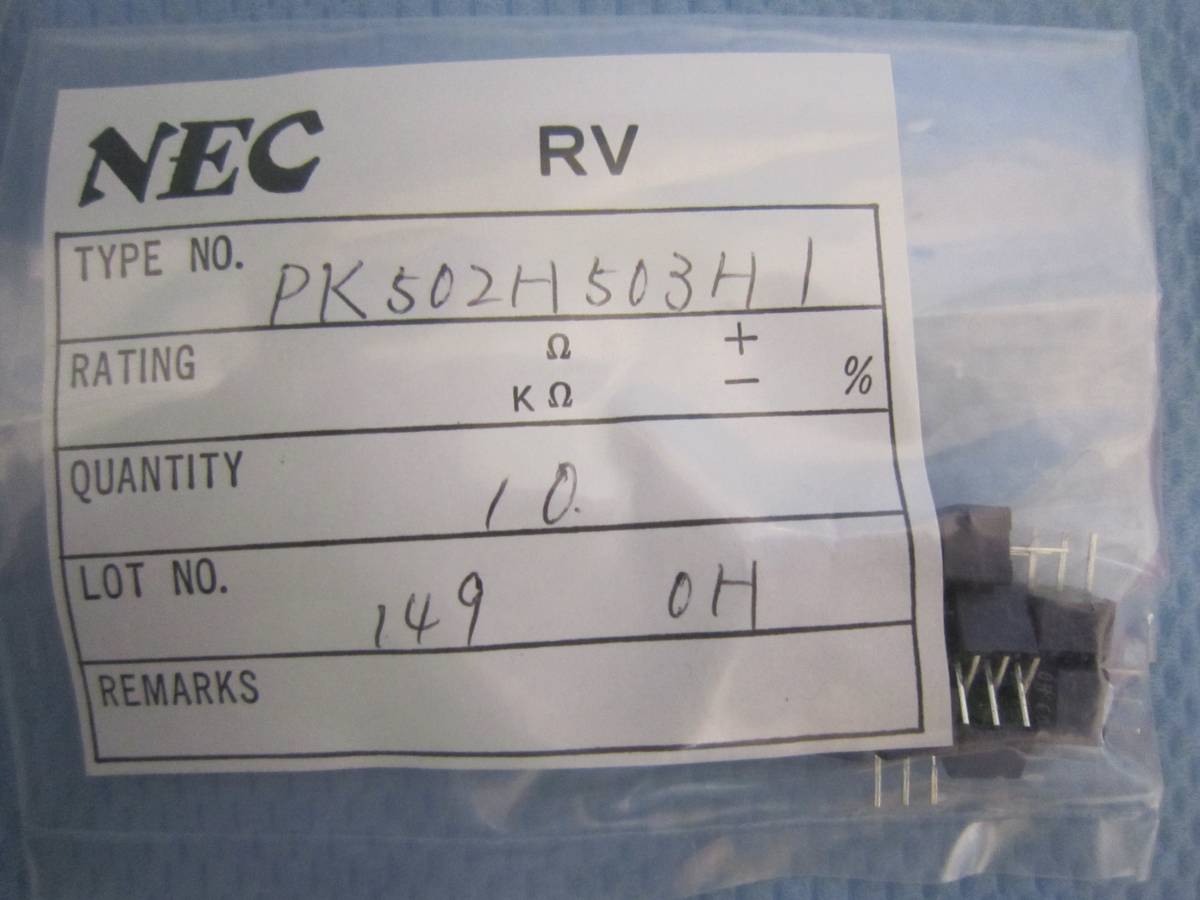 NEC RV
TYPE NO. PK502H503H1
RATING Ω + 
KΩ - %
QUANTITY 10.
LOT NO. 149 0H
REMARKS